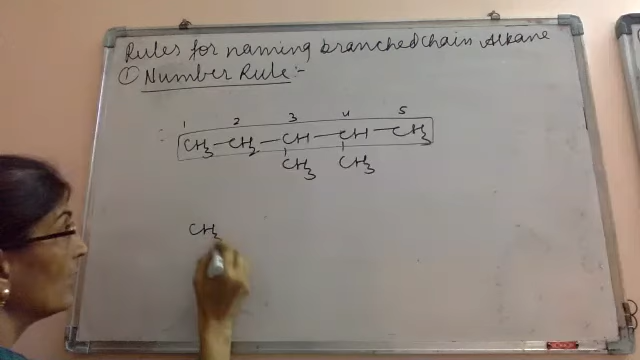 Rules for naming branched chain Alkane
① Number Rule:-
1 2 3 4 5
CH3-CH2-CH-CH-CH3
CH3 CH3
CH3